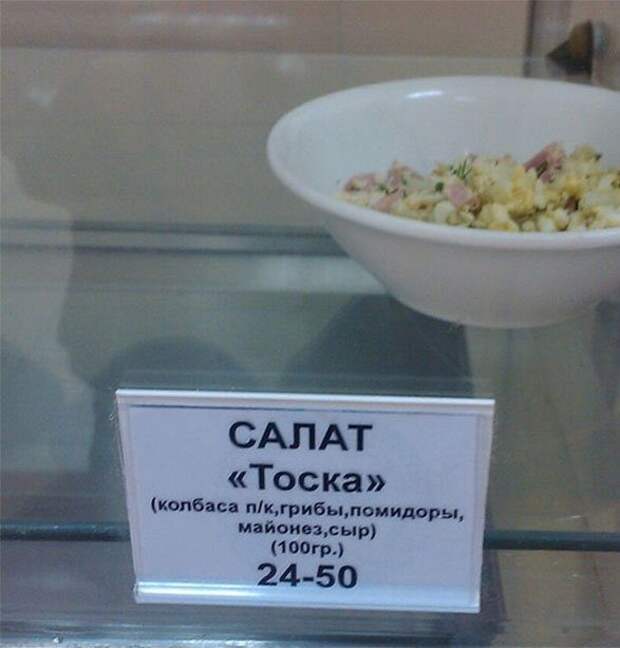 САЛАТ
«Тоска»
(колбаса п/к,грибы,помидоры,
майонез,сыр)
(100гр.)
24-50